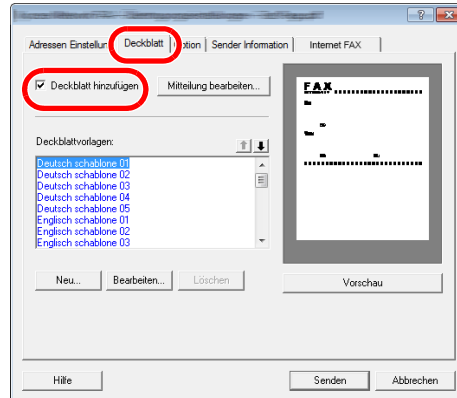 Adressen Einstellur Deckblatt tion Sender Information Internet FAX
Deckblatt hinzufügen Mitteilung bearbeiten...
FAX
Deckblattvorlagen:
Deutsch schablone 01
Deutsch schablone 02
Deutsch schablone 03
Deutsch schablone 04
Deutsch schablone 05
Englisch schablone 01
Englisch schablone 02
Englisch schablone 03
Neu... Bearbeiten... Löschen Vorschau
Hilfe Senden Abbrechen